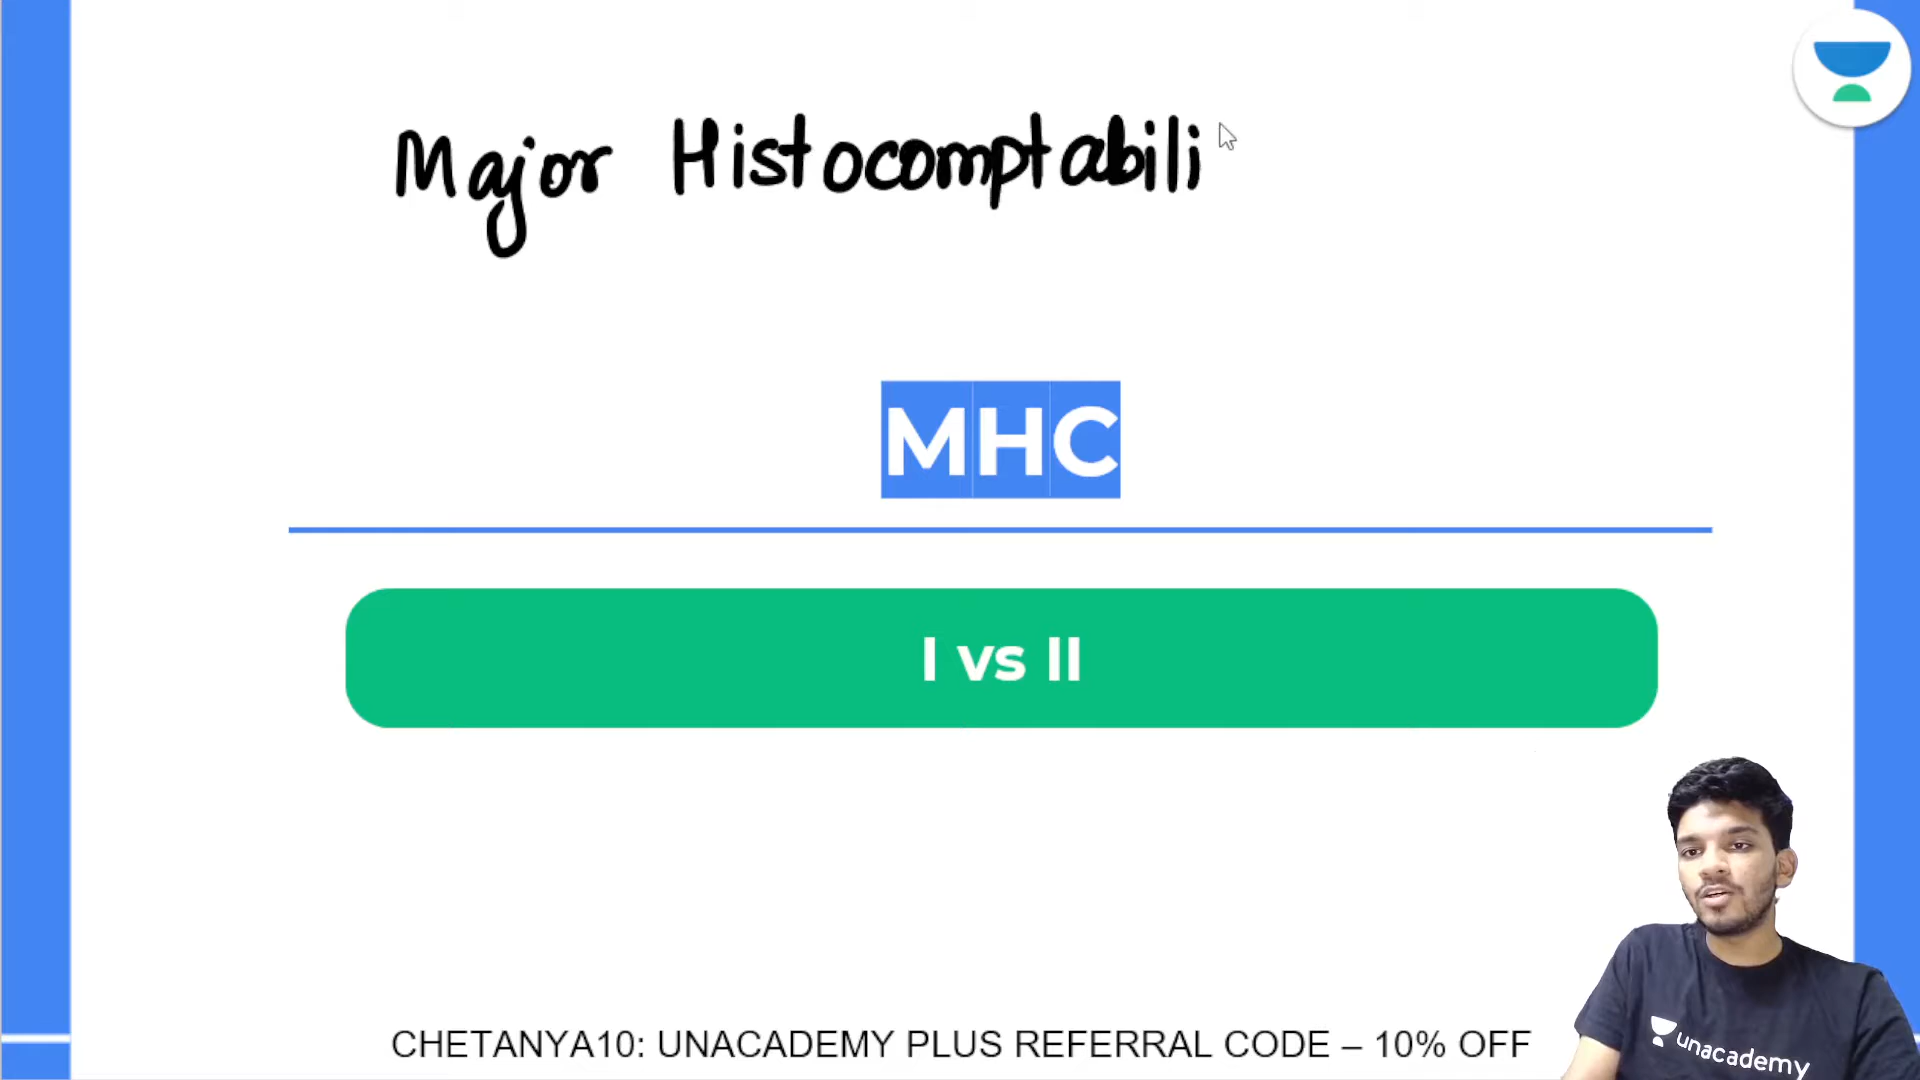 Major Histocomptabili
MHC
I vs II
unacademy
CHETANYA10: UNACADEMY PLUS REFERRAL CODE – 10% OFF